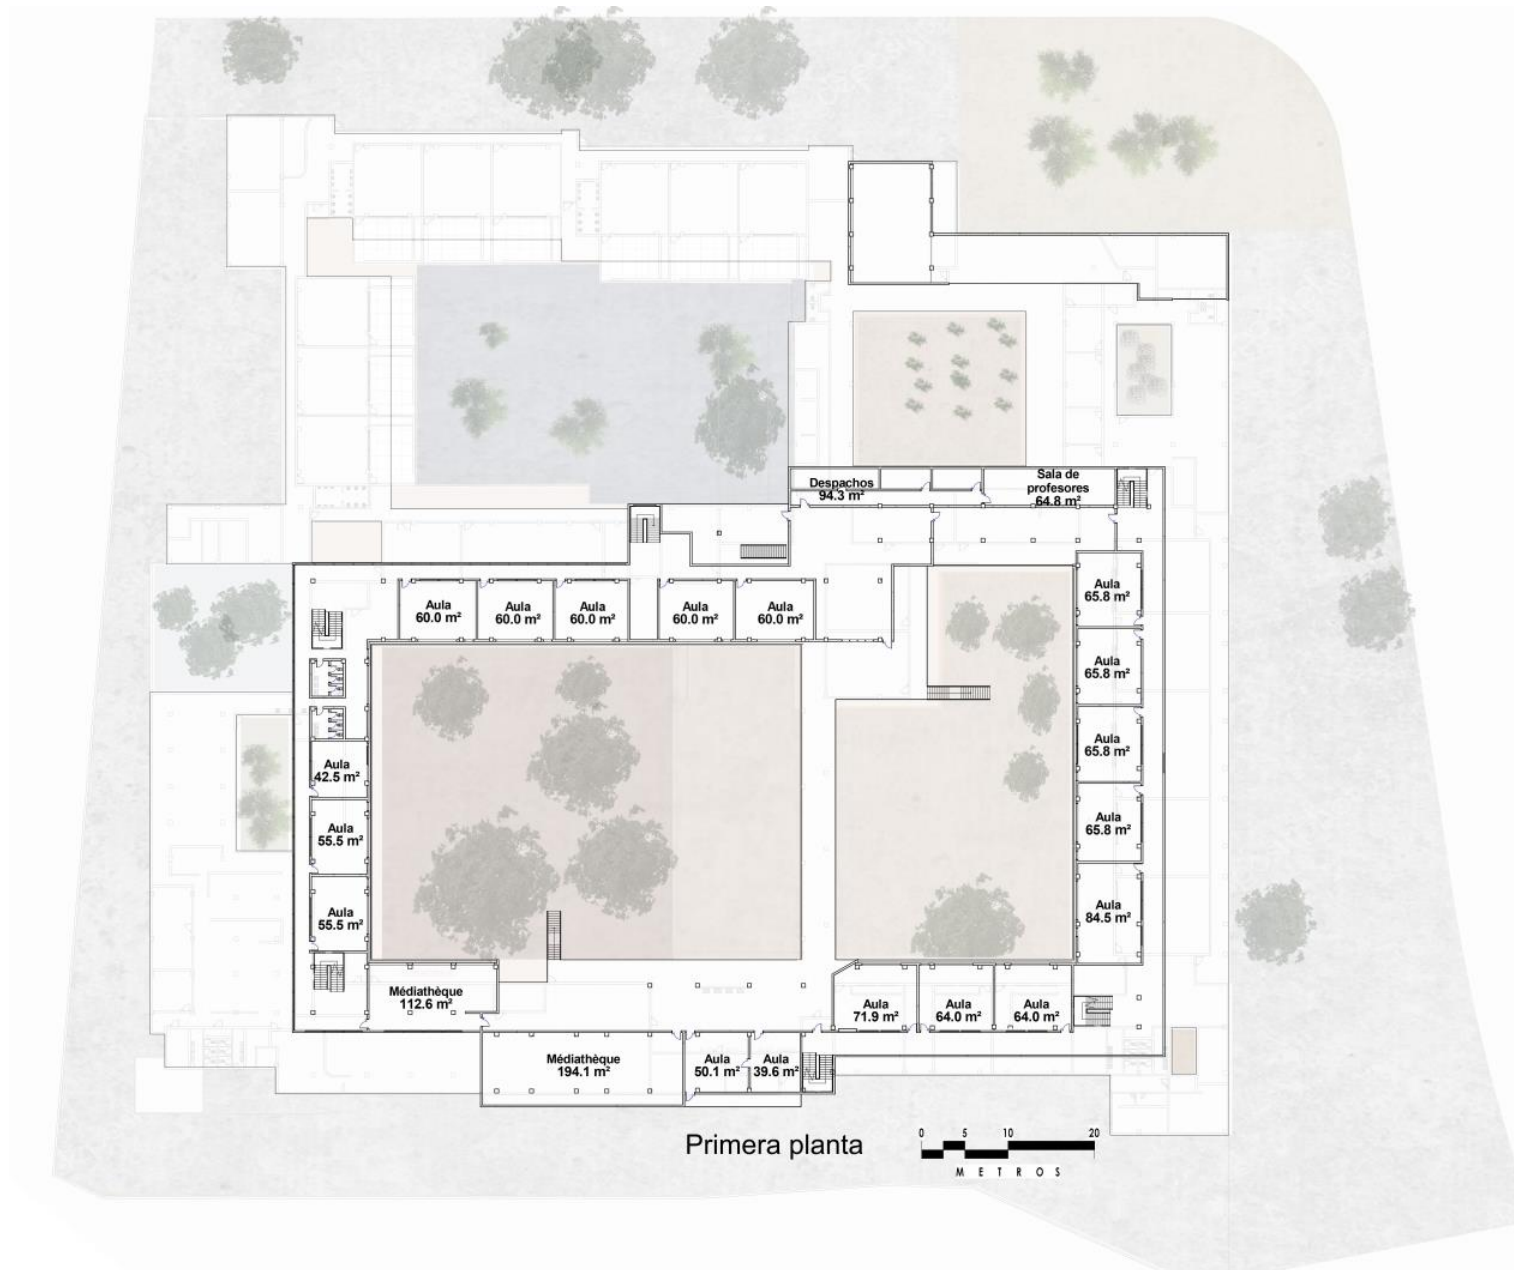 Despachos
94.3 m²
Sala de
profesores
64.8 m²
Aula
60.0 m²
Aula
60.0 m²
Aula
60.0 m²
Aula
60.0 m²
Aula
60.0 m²
Aula
65.8 m²
Aula
65.8 m²
Aula
65.8 m²
Aula
65.8 m²
Aula
84.5 m²
Aula
42.5 m²
Aula
55.5 m²
Aula
55.5 m²
Médiathèque
112.6 m²
Aula
71.9 m²
Aula
64.0 m²
Aula
64.0 m²
Médiathèque
194.1 m²
Aula
50.1 m²
Aula
39.6 m²
Primera planta
0 5 10 20
METROS